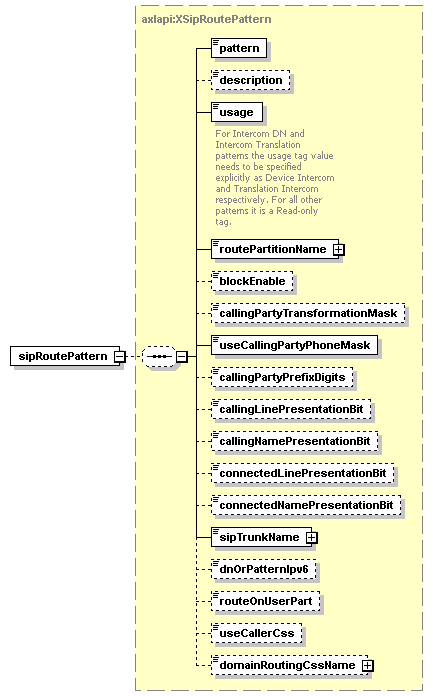 axlapi:XSipRoutePattern
pattern
description
usage
For Intercom DN and
Intercom Translation
patterns the usage tag value
needs to be specified
explicitly as Device Intercom
and Translation Intercom
respectively. For all other
patterns it is a Read-only
tag.
routePartitionName
blockEnable
callingPartyTransformationMask
sipRoutePattern
useCallingPartyPhoneMask
callingPartyPrefixDigits
callingLinePresentationBit
callingNamePresentationBit
connectedLinePresentationBit
connectedNamePresentationBit
sipTrunkName
dnOrPatternIpv6
routeOnUserPart
useCallerCss
domainRoutingCssName